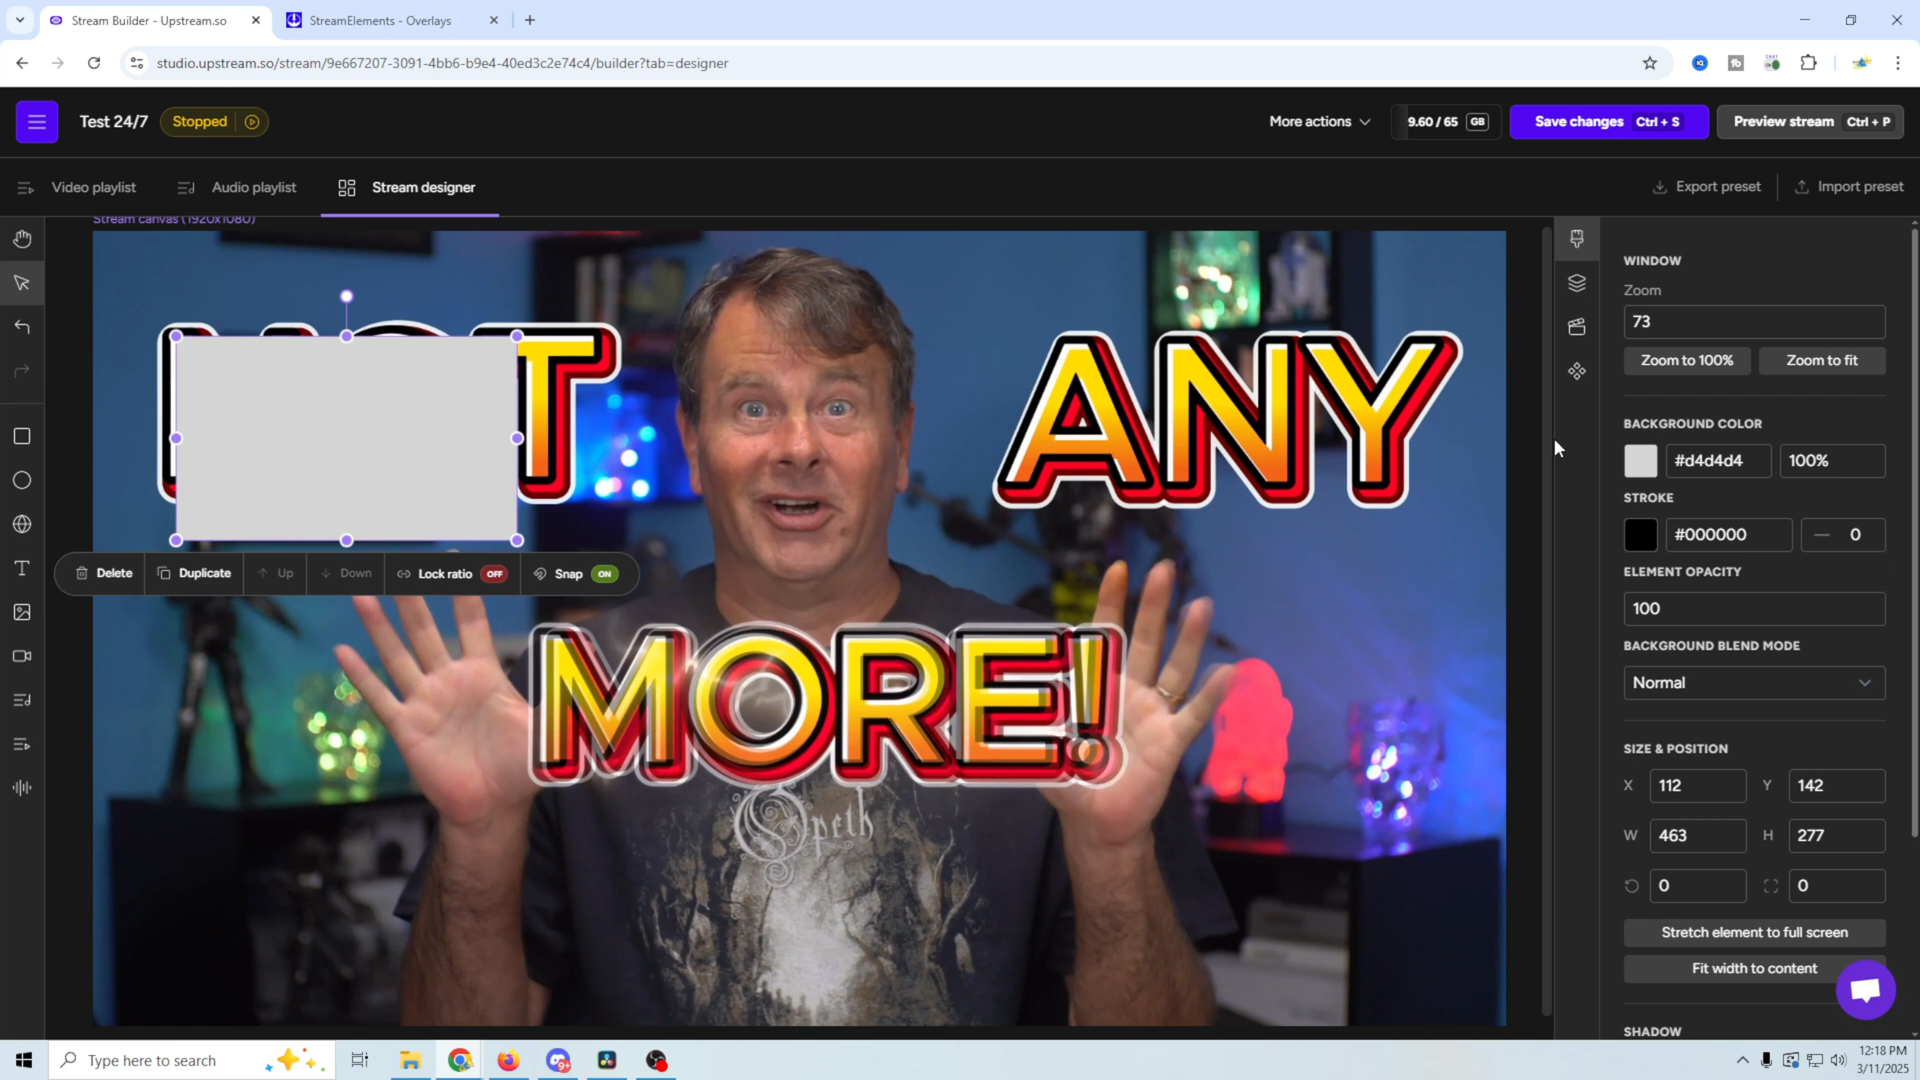 Stream Builder - Upstream.so
StreamElements - Overlays
studio.upstream.so/stream/9e667207-3091-4bb6-b9e4-40ed3c2e74c4/builder?tab=designer
Test 24/7
Stopped
More actions
9.60 / 65 GB
Save changes Ctrl + S
Preview stream Ctrl + P
Video playlist
Audio playlist
Stream designer
Export preset
Import preset
Stream canvas (1920x1080)
T
ANY
MORE!
Opeth
Delete
Duplicate
Up
Down
Lock ratio OFF
Snap ON
WINDOW
Zoom
73
Zoom to 100%
Zoom to fit
BACKGROUND COLOR
#d4d4d4
100%
STROKE
#000000
0
ELEMENT OPACITY
100
BACKGROUND BLEND MODE
Normal
SIZE & POSITION
X 112
Y 142
W 463
H 277
0
0
Stretch element to full screen
Fit width to content
SHADOW
Type here to search
9+
12:18 PM
3/11/2025